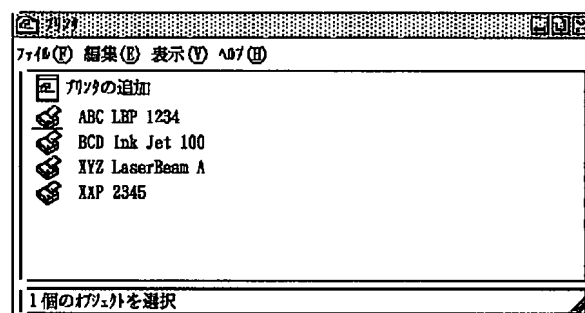 プリンタ
ファイル(F) 編集(E) 表示(V) ヘルプ(H)
プリンタの追加
ABC LBP 1234
BCD Ink Jet 100
XYZ LaserBeam A
XXP 2345
1個のオブジェクトを選択